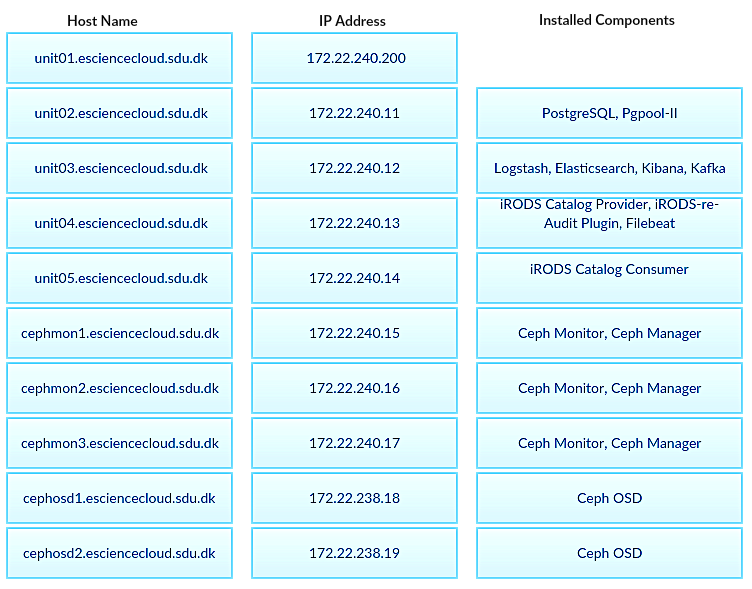 Host Name IP Address Installed Components
unit01.esciencecloud.sdu.dk 172.22.240.200
unit02.esciencecloud.sdu.dk 172.22.240.11 PostgreSQL, Pgpool-II
unit03.esciencecloud.sdu.dk 172.22.240.12 Logstash, Elasticsearch, Kibana, Kafka
unit04.esciencecloud.sdu.dk 172.22.240.13 iRODS Catalog Provider, iRODS-re-
Audit Plugin, Filebeat
unit05.esciencecloud.sdu.dk 172.22.240.14 iRODS Catalog Consumer
cephmon1.esciencecloud.sdu.dk 172.22.240.15 Ceph Monitor, Ceph Manager
cephmon2.esciencecloud.sdu.dk 172.22.240.16 Ceph Monitor, Ceph Manager
cephmon3.esciencecloud.sdu.dk 172.22.240.17 Ceph Monitor, Ceph Manager
cephosd1.esciencecloud.sdu.dk 172.22.238.18 Ceph OSD
cephosd2.esciencecloud.sdu.dk 172.22.238.19 Ceph OSD